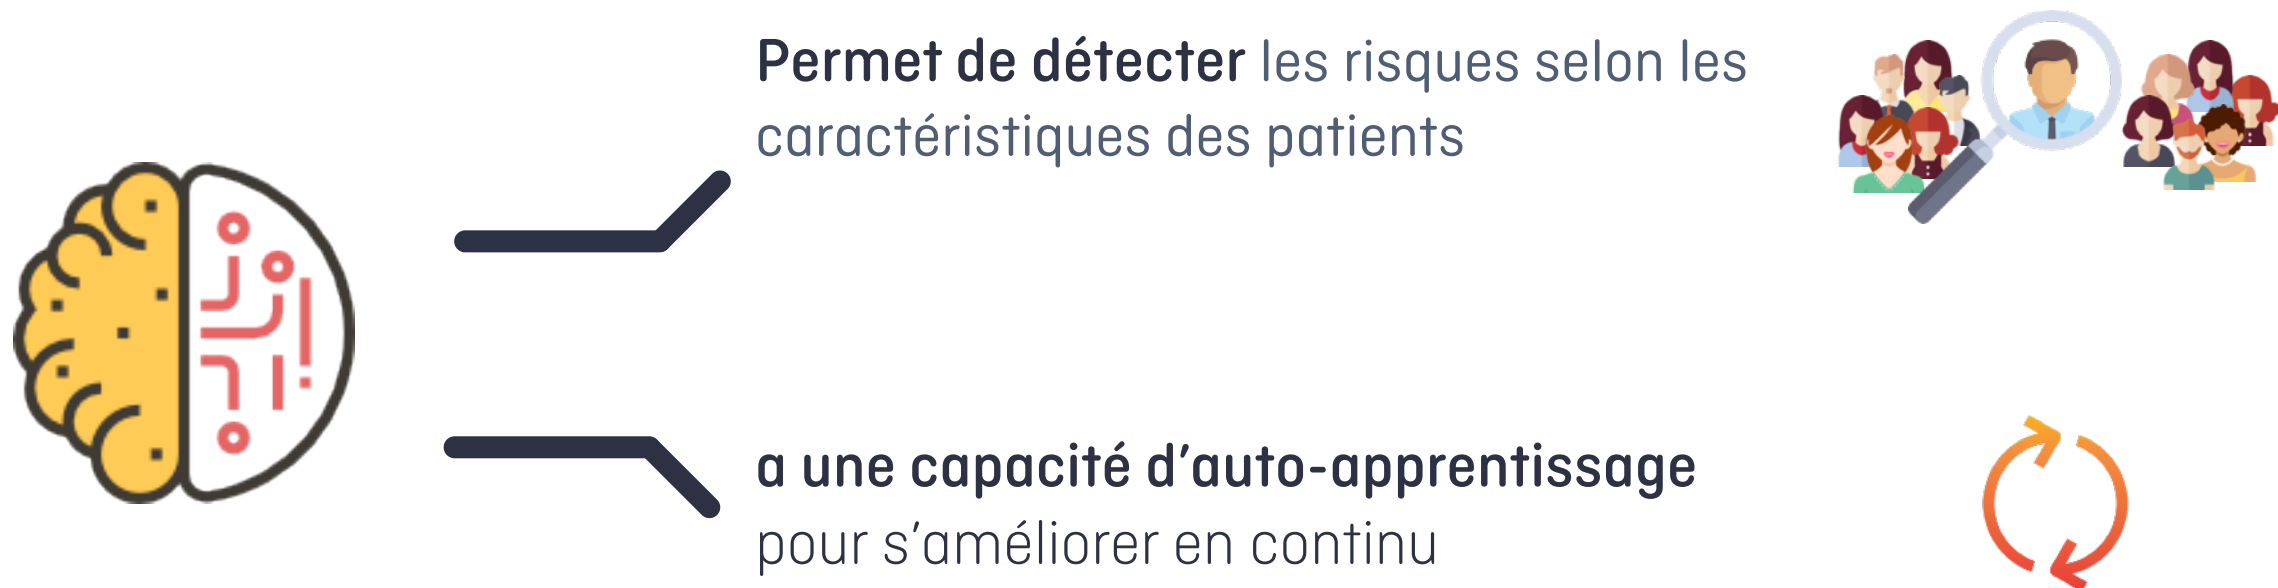 Permet de détecter les risques selon les
caractéristiques des patients
a une capacité d’auto-apprentissage
pour s’améliorer en continu